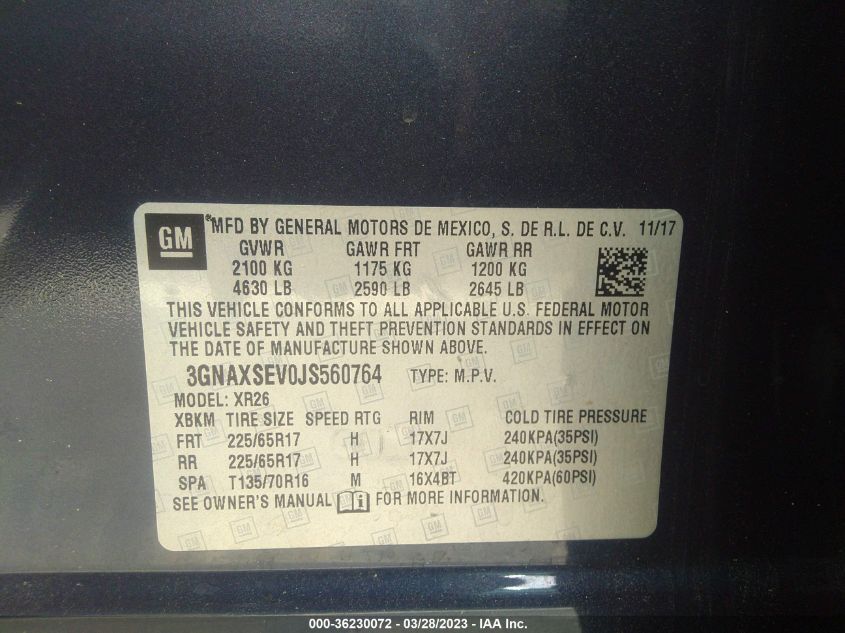 GM
® MFD BY GENERAL MOTORS DE MEXICO, S. DE R.L. DE C.V. 11/17
GVWR GAWR FRT GAWR RR
2100 KG 1175 KG 1200 KG
4630 LB 2590 LB 2645 LB
THIS VEHICLE CONFORMS TO ALL APPLICABLE U.S. FEDERAL MOTOR
VEHICLE SAFETY AND THEFT PREVENTION STANDARDS IN EFFECT ON
THE DATE OF MANUFACTURE SHOWN ABOVE.
3GNAXSEV0JS560764 TYPE: M.P.V.
MODEL: XR26
XBKM TIRE SIZE SPEED RTG RIM COLD TIRE PRESSURE
FRT 225/65R17 H 17X7J 240KPA(35PSI)
RR 225/65R17 H 17X7J 240KPA(35PSI)
SPA T135/70R16 M 16X4BT 420KPA(60PSI)
SEE OWNER'S MANUAL i FOR MORE INFORMATION.
000-36230072 / 03/28/2023 - IAA Inc.